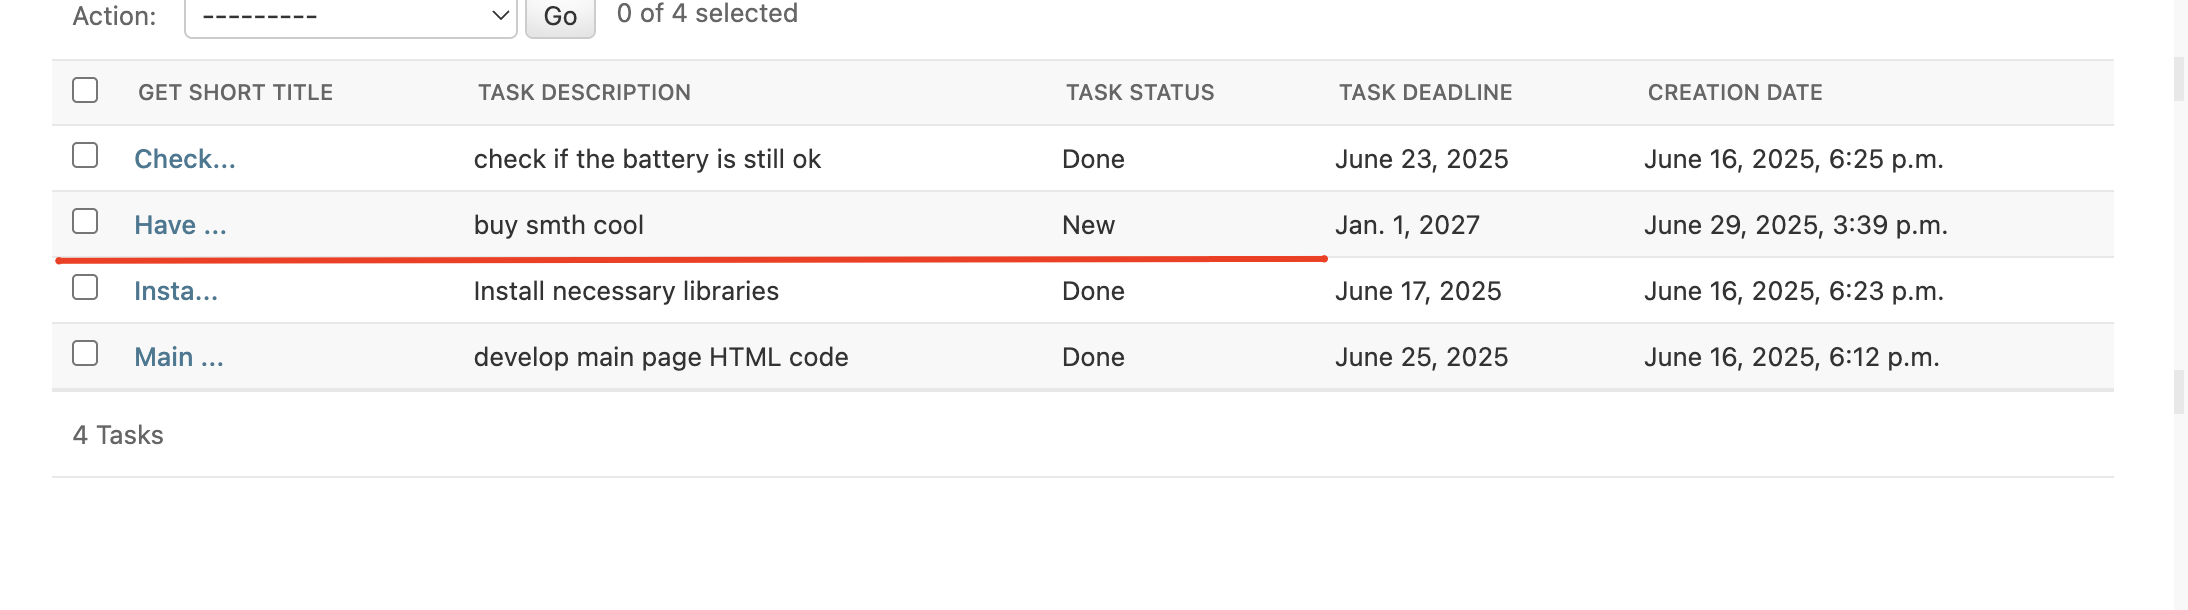 Action: --------- Go 0 of 4 selected
GET SHORT TITLE TASK DESCRIPTION TASK STATUS TASK DEADLINE CREATION DATE
Check... check if the battery is still ok Done June 23, 2025 June 16, 2025, 6:25 p.m.
Have ... buy smth cool New Jan. 1, 2027 June 29, 2025, 3:39 p.m.
Insta... Install necessary libraries Done June 17, 2025 June 16, 2025, 6:23 p.m.
Main ... develop main page HTML code Done June 25, 2025 June 16, 2025, 6:12 p.m.
4 Tasks